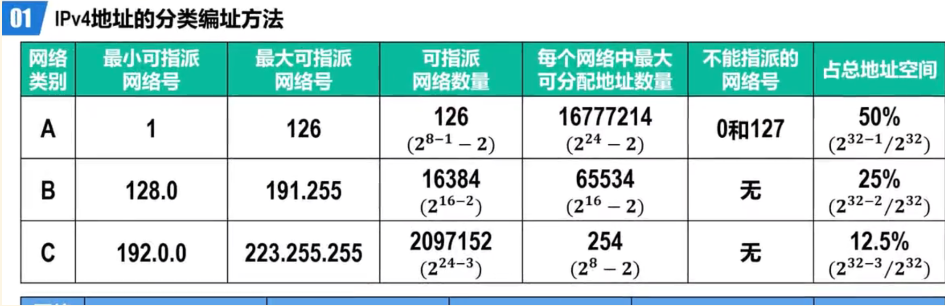 01 IPv4地址的分类编址方法
网络类别 最小可指派网络号 最大可指派网络号 可指派网络数量 每个网络中最大可分配地址数量 不能指派的网络号 占总地址空间
A 1 126 126 (2^{8−1} − 2) 16777214 (2^{24} − 2) 0和127 50% (2^{32−1}/2^{32})
B 128.0 191.255 16384 (2^{16−2}) 65534 (2^{16} − 2) 无 25% (2^{32−2}/2^{32})
C 192.0.0 223.255.255 2097152 (2^{24−3}) 254 (2^{8} − 2) 无 12.5% (2^{32−3}/2^{32})